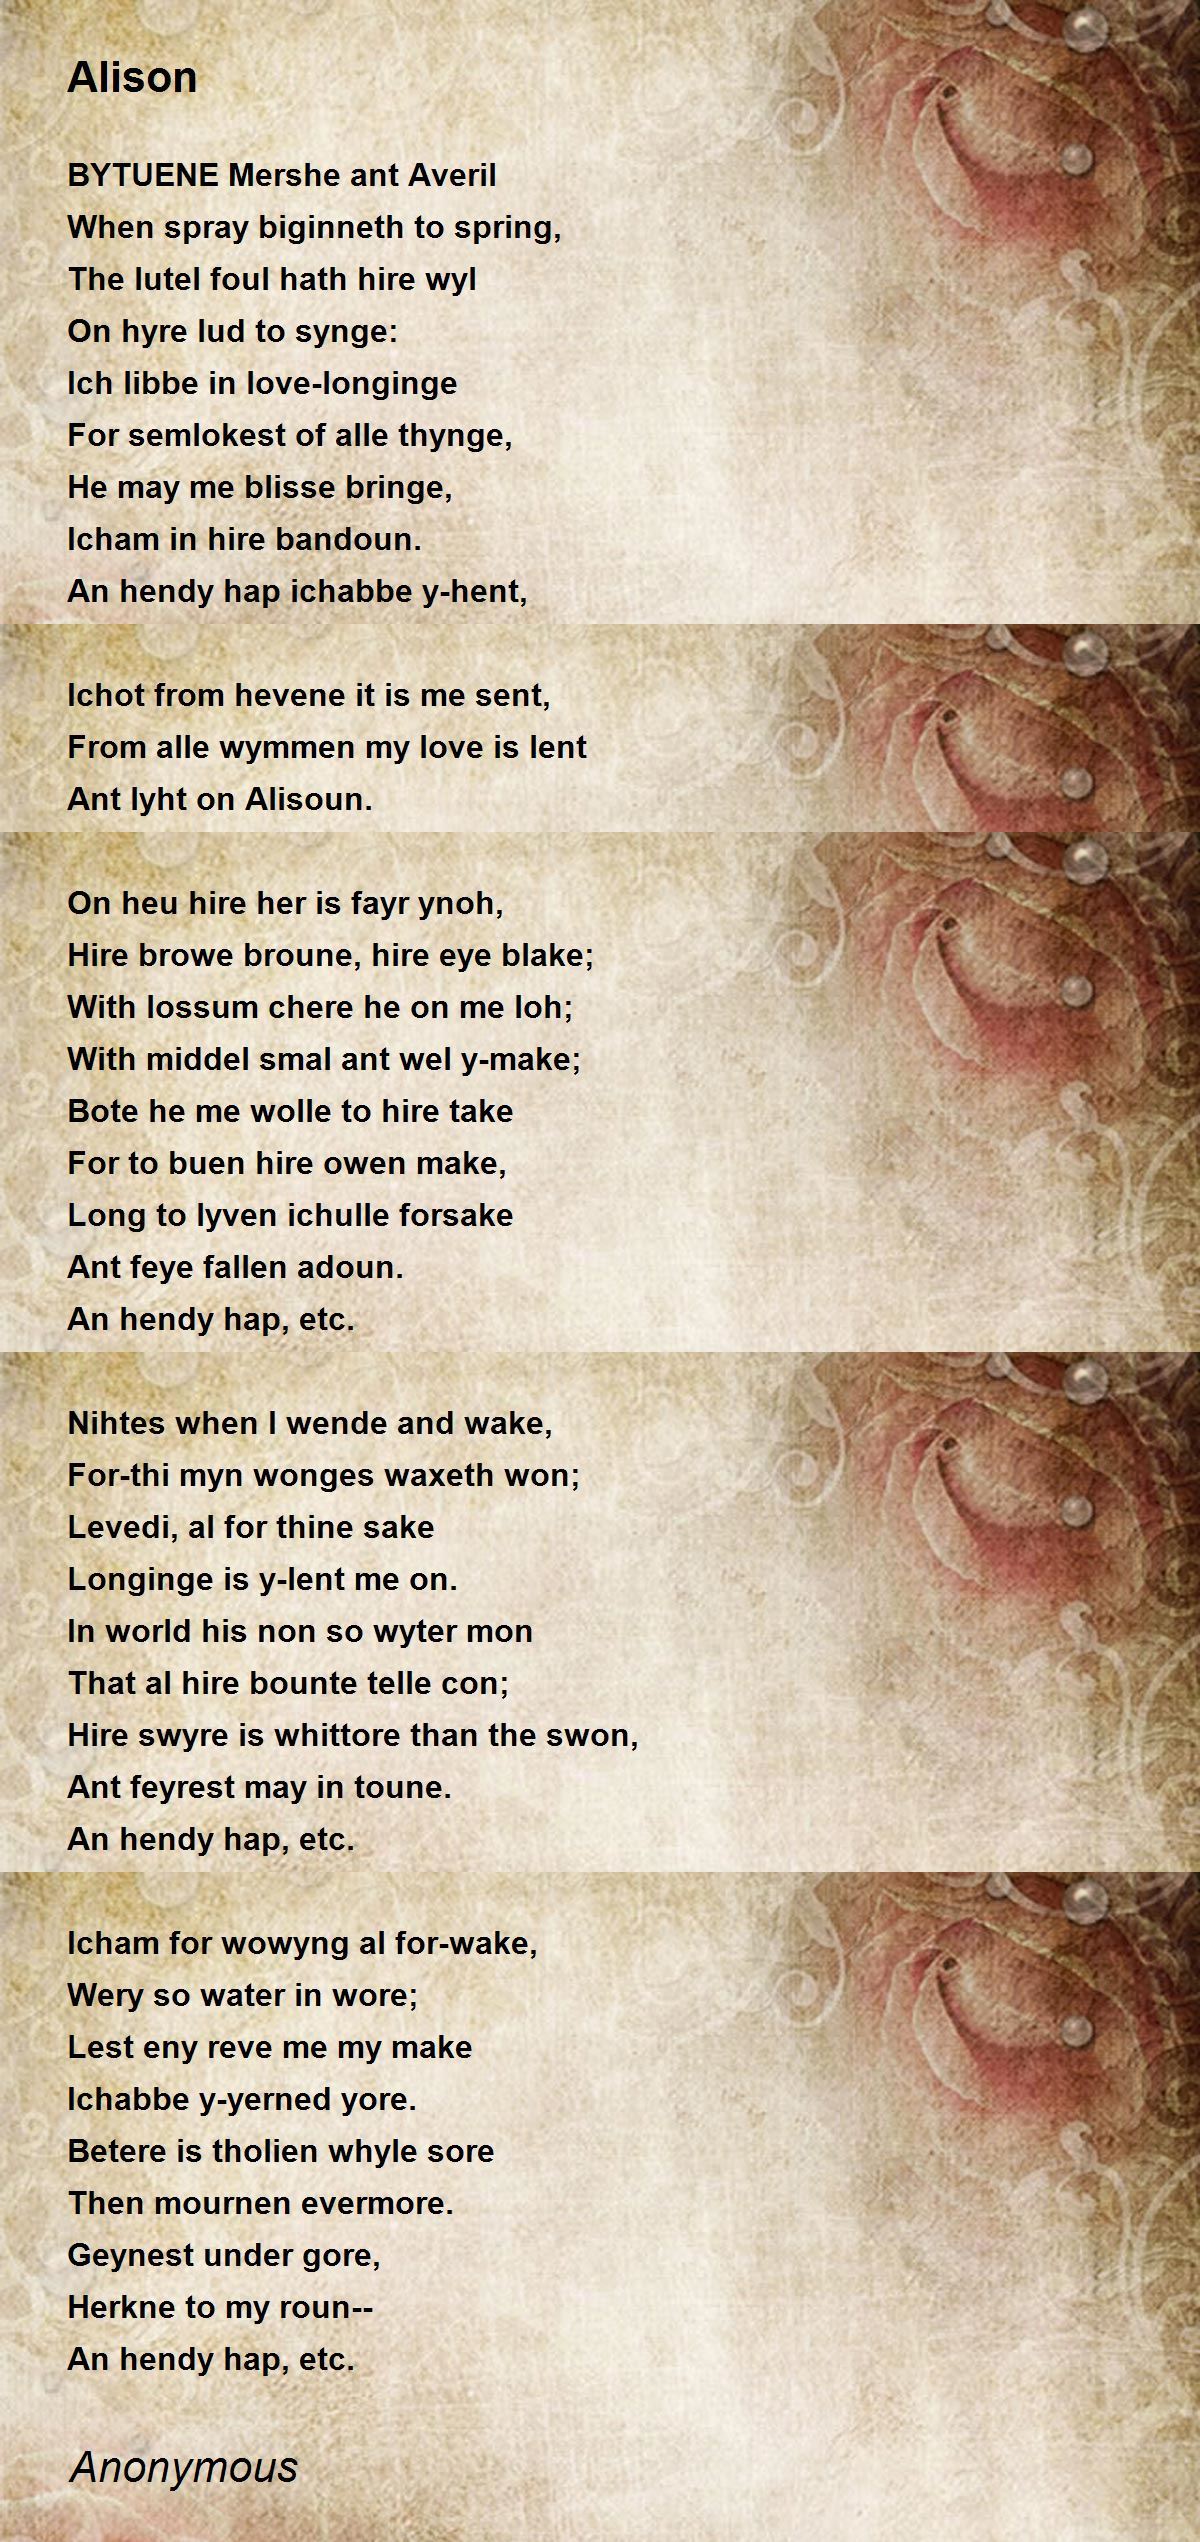 Alison
BYTUENE Mershe ant Averil
When spray biginneth to spring,
The lutel foul hath hire wyl
On hyre lud to synge:
Ich libbe in love-longinge
For semlokest of alle thynge,
He may me blisse bringe,
Icham in hire bandoun.
An hendy hap ichabbe y-hent,
Ichot from hevene it is me sent,
From alle wymmen my love is lent
Ant lyht on Alisoun.
On heu hire her is fayr ynoh,
Hire browe broune, hire eye blake;
With lossum chere he on me loh;
With middel smal ant wel y-make;
Bote he me wolle to hire take
For to buen hire owen make,
Long to lyven ichulle forsake
Ant feye fallen adoun.
An hendy hap, etc.
Nihtes when I wende and wake,
For-thi myn wonges waxeth won;
Levedi, al for thine sake
Longinge is y-lent me on.
In world his non so wyter mon
That al hire bounte telle con;
Hire swyre is whittore than the swon,
Ant feyrest may in toune.
An hendy hap, etc.
Icham for wowyng al for-wake,
Wery so water in wore;
Lest eny reve me my make
Ichabbe y-yerned yore.
Betere is tholien whyle sore
Then mournen evermore.
Geynest under gore,
Herkne to my roun--
An hendy hap, etc.
Anonymous